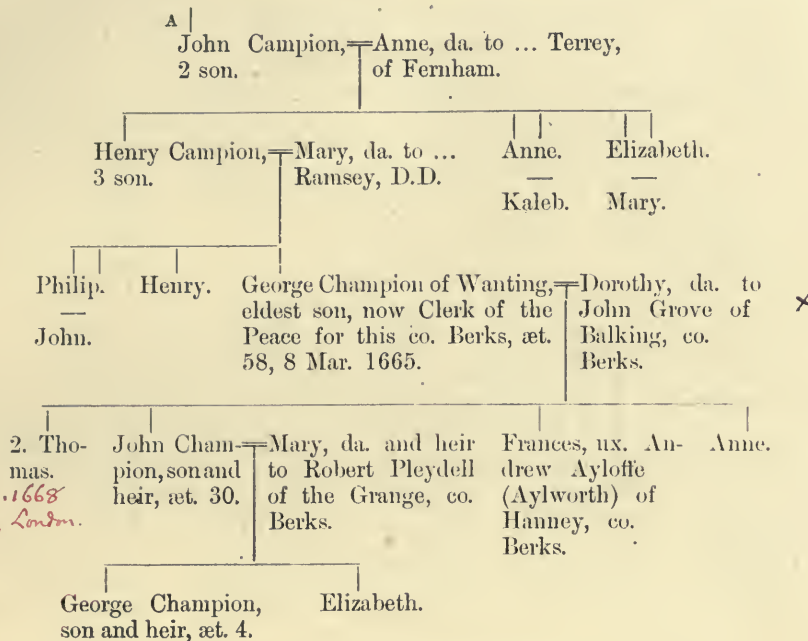 A
John Campion, Anne, da. to ... Terrey,
2 son. of Fernham.
Henry Campion, Mary, da. to ... Anne. Elizabeth.
3 son. Ramsey, D.D. — —
Kaleb. Mary.
Philip. Henry. George Champion of Wanting, Dorothy, da. to
— eldest son, now Clerk of the John Grove of
John. Peace for this co. Berks, æt. Balking, co.
58, 8 Mar. 1665. Berks.
2. Tho- John Cham- Mary, da. and heir Frances, ux. An- Anne.
mas. pion, son and to Robert Pleydell drew Ayloffe
.1668 heir, æt. 30. of the Grange, co. (Aylworth) of
London. Berks. Hanney, co.
Berks.
George Champion, Elizabeth.
son and heir, æt. 4.